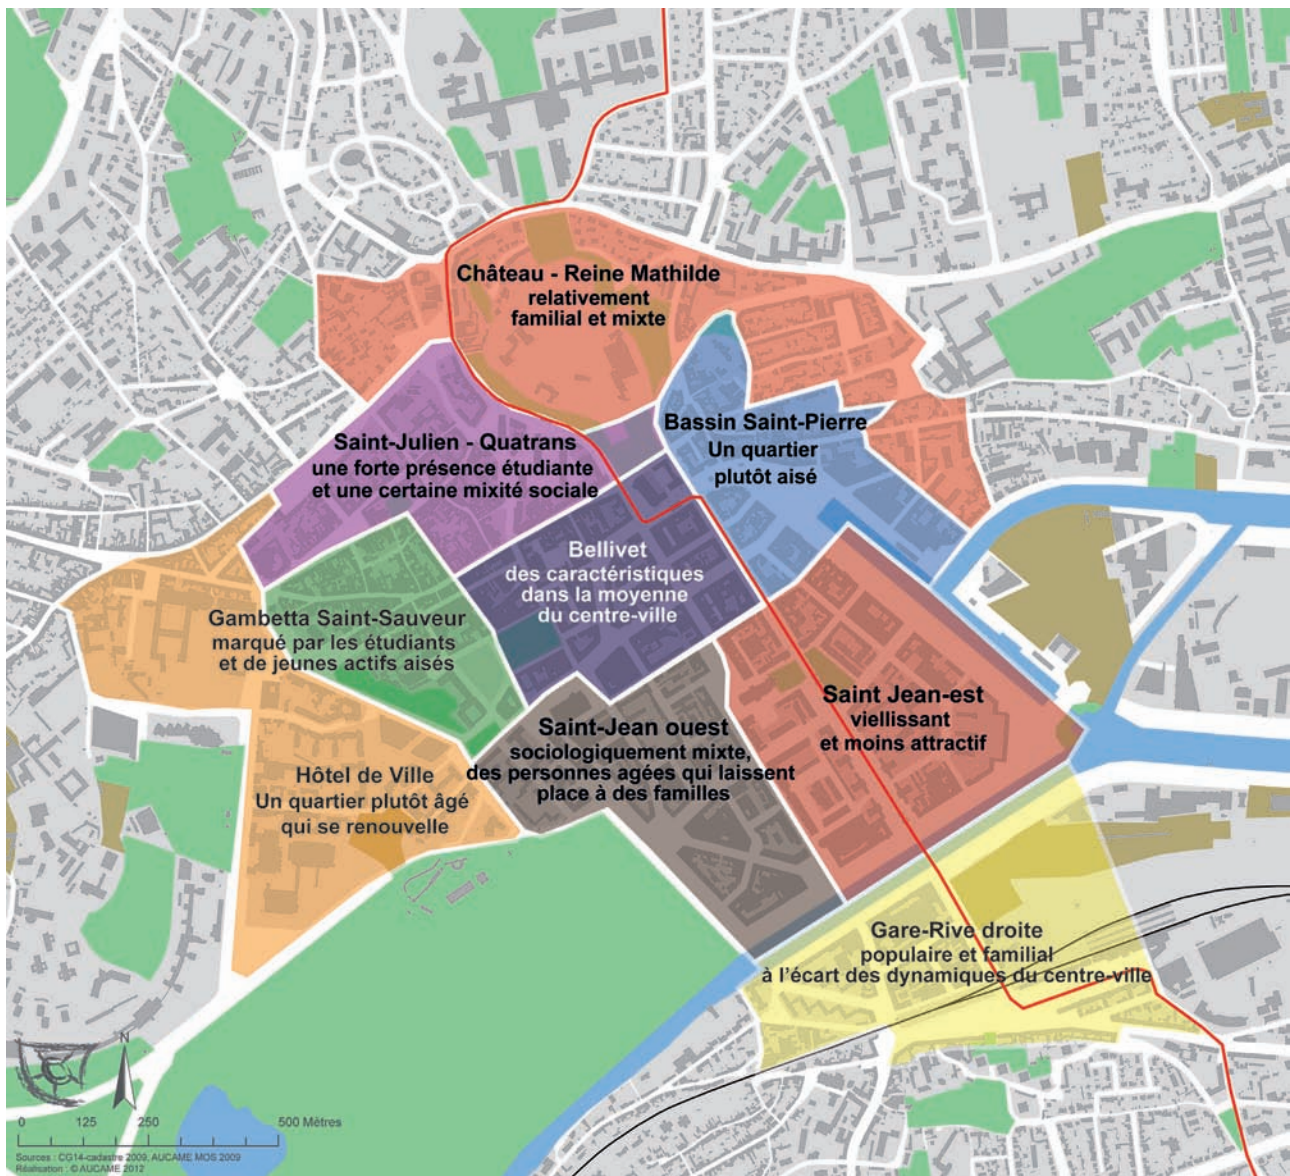 Château - Reine Mathilde
relativement
familial et mixte
Bassin Saint-Pierre
Un quartier
plutôt aisé
Saint-Julien - Quatrans
une forte présence étudiante
et une certaine mixité sociale
Bellivet
des caractéristiques
dans la moyenne
du centre-ville
Gambetta Saint-Sauveur
marqué par les étudiants
et de jeunes actifs aisés
Saint Jean-est
viellissant
et moins attractif
Saint-Jean ouest
sociologiquement mixte,
des personnes agées qui laissent
place à des familles
Hôtel de Ville
Un quartier plutôt âgé
qui se renouvelle
Gare-Rive droite
populaire et familial
à l'écart des dynamiques du centre-ville
N
0 125 250 500 Mètres
Sources : CG14-cadastre 2009, AUCAME MOS 2009
Réalisation : © AUCAME 2012